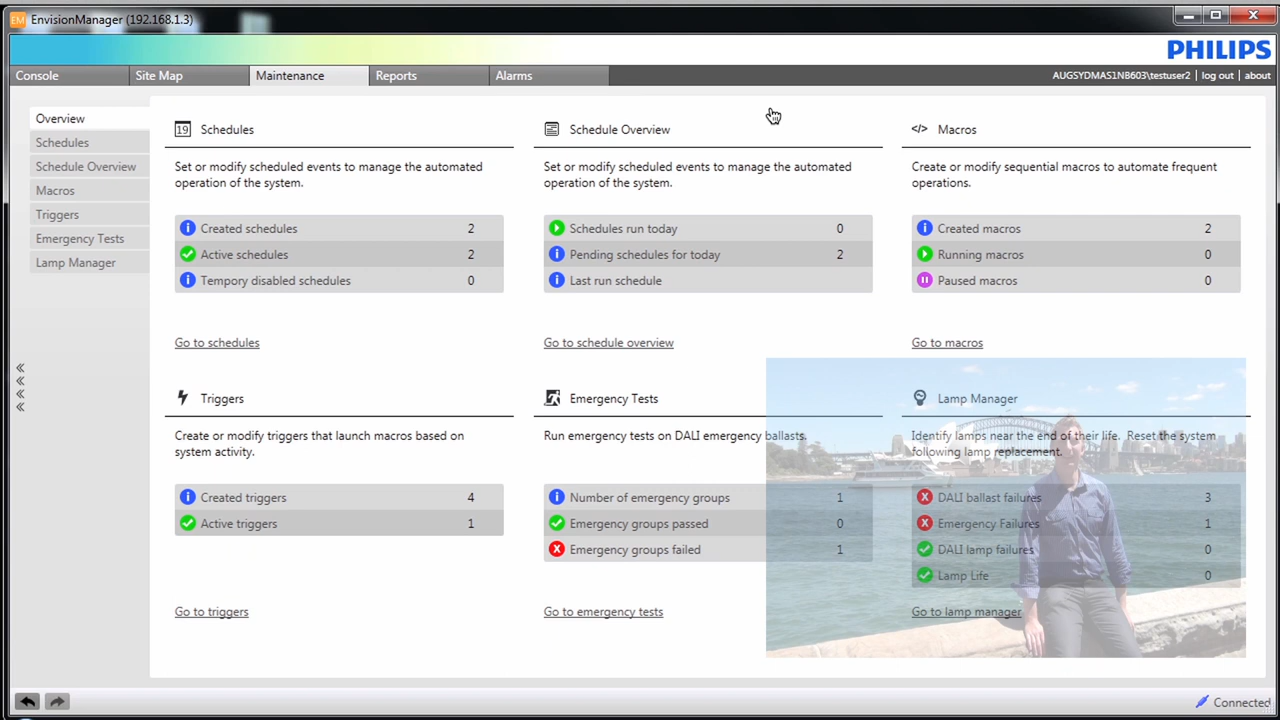 EM EnvisionManager (192.168.1.3)
PHILIPS
Console Site Map Maintenance Reports Alarms
AUGSYDMAS1NB603\testuser2 | log out | about
Overview
Schedules
Schedule Overview
Macros
Triggers
Emergency Tests
Lamp Manager
19 Schedules
Set or modify scheduled events to manage the automated
operation of the system.
Created schedules 2
Active schedules 2
Tempory disabled schedules 0
Go to schedules
Schedule Overview
Set or modify scheduled events to manage the automated
operation of the system.
Schedules run today 0
Pending schedules for today 2
Last run schedule
Go to schedule overview
</> Macros
Create or modify sequential macros to automate frequent
operations.
Created macros 2
Running macros 0
Paused macros 0
Go to macros
Triggers
Create or modify triggers that launch macros based on
system activity.
Created triggers 4
Active triggers 1
Go to triggers
Emergency Tests
Run emergency tests on DALI emergency ballasts.
Number of emergency groups 1
Emergency groups passed 0
Emergency groups failed 1
Go to emergency tests
Lamp Manager
Identify lamps near the end of their life. Reset the system
following lamp replacement.
DALI ballast failures 3
Emergency Failures 1
DALI lamp failures 0
Lamp Life 0
Go to lamp manager
Connected